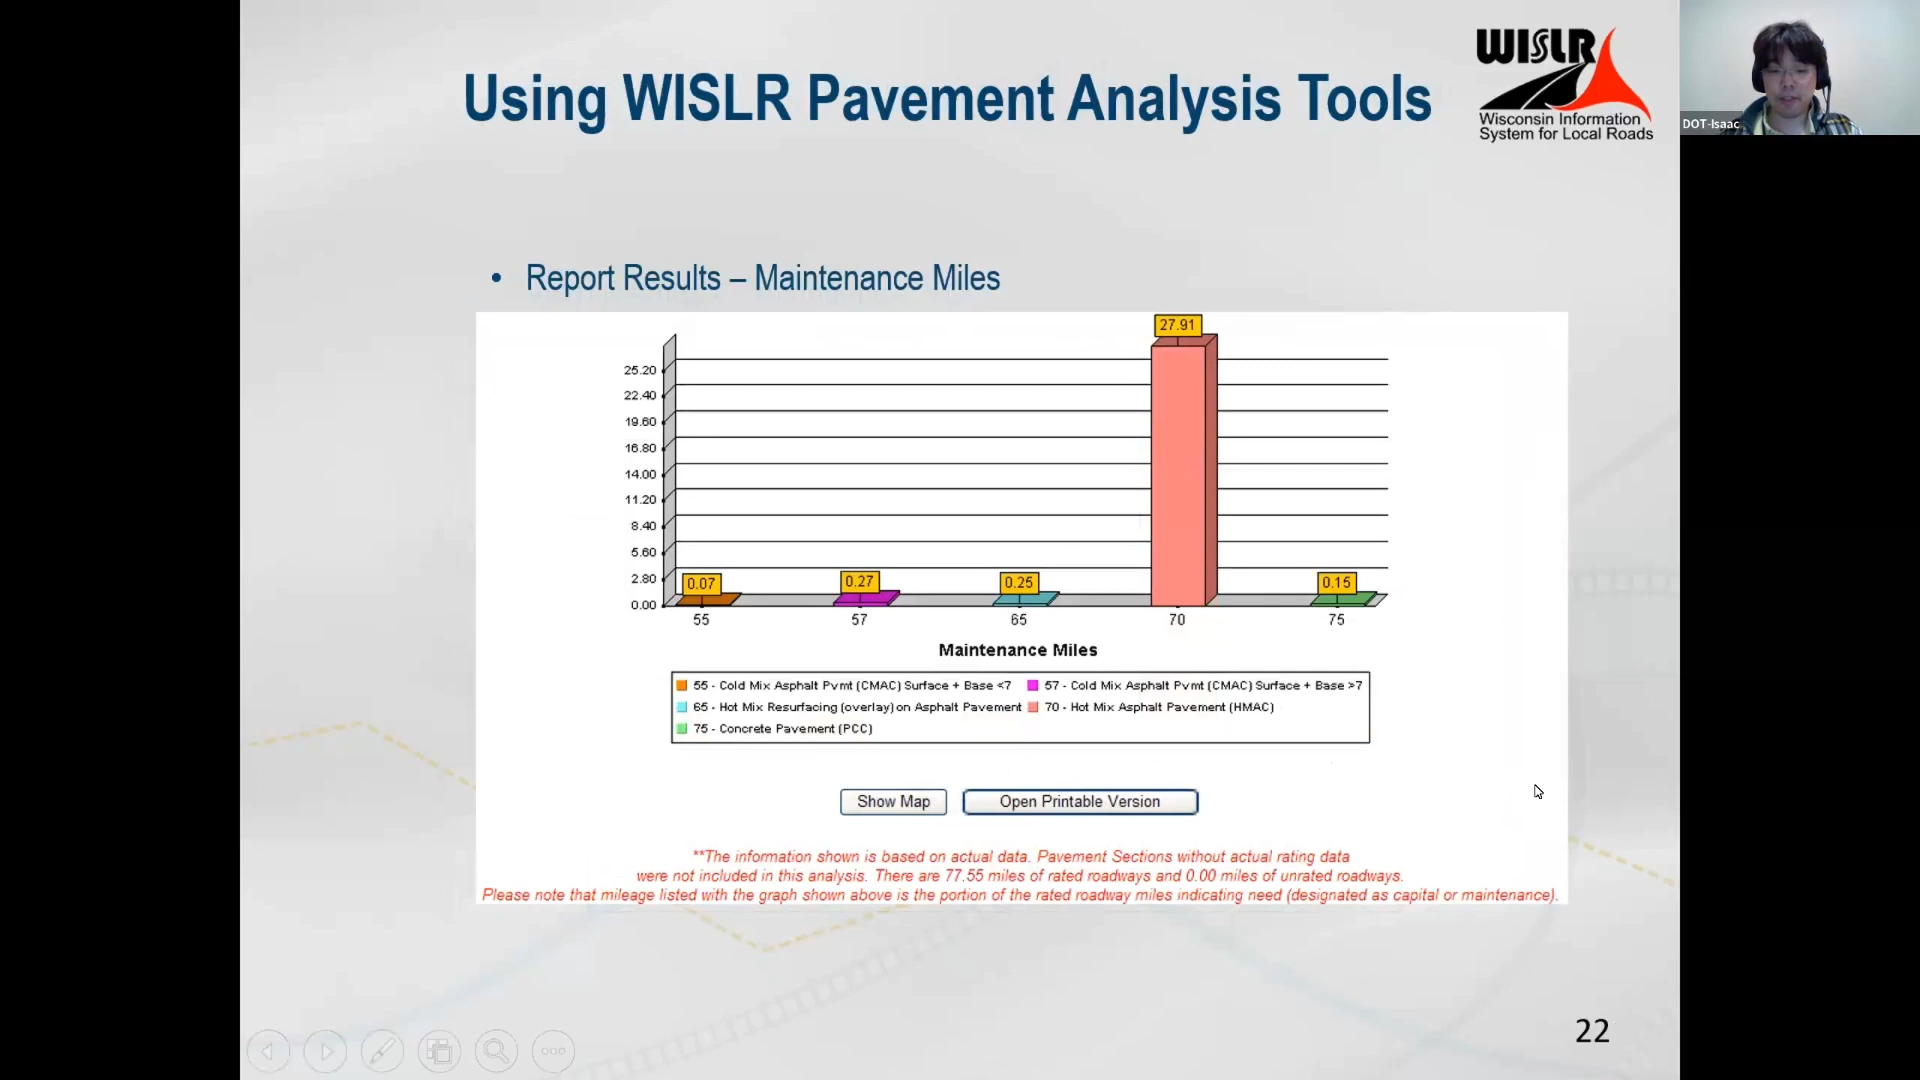 Using WISLR Pavement Analysis Tools
WISLR
Wisconsin Information
System for Local Roads
DOT-Isaac
• Report Results – Maintenance Miles
27.91
25.20
22.40
19.60
16.80
14.00
11.20
8.40
5.60
2.80
0.00
0.07
0.27
0.25
0.15
55 57 65 70 75
Maintenance Miles
55 - Cold Mix Asphalt Pvmt (CMAC) Surface + Base <7 57 - Cold Mix Asphalt Pvmt (CMAC) Surface + Base >7
65 - Hot Mix Resurfacing (overlay) on Asphalt Pavement 70 - Hot Mix Asphalt Pavement (HMAC)
75 - Concrete Pavement (PCC)
Show Map Open Printable Version
**The information shown is based on actual data. Pavement Sections without actual rating data
were not included in this analysis. There are 77.55 miles of rated roadways and 0.00 miles of unrated roadways.
Please note that mileage listed with the graph shown above is the portion of the rated roadway miles indicating need (designated as capital or maintenance).
22